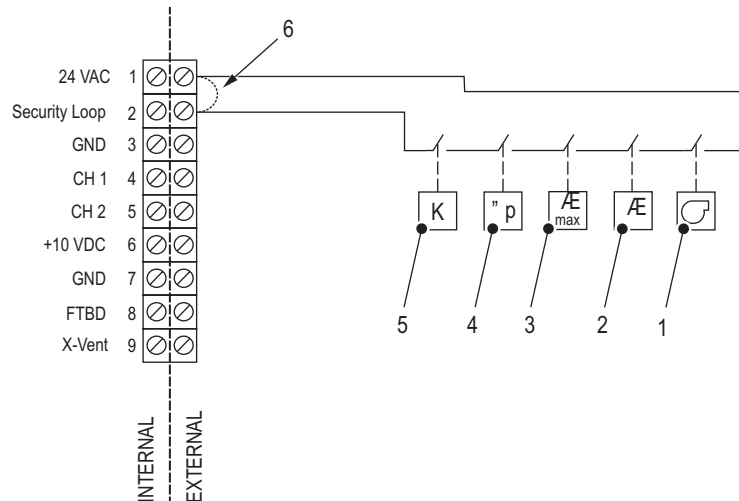 6
24 VAC 1
Security Loop 2
GND 3
CH 1 4
CH 2 5
+10 VDC 6
GND 7
FTBD 8
X-Vent 9
K
” p
Æ
max
Æ
5 4 3 2 1
INTERNAL
EXTERNAL